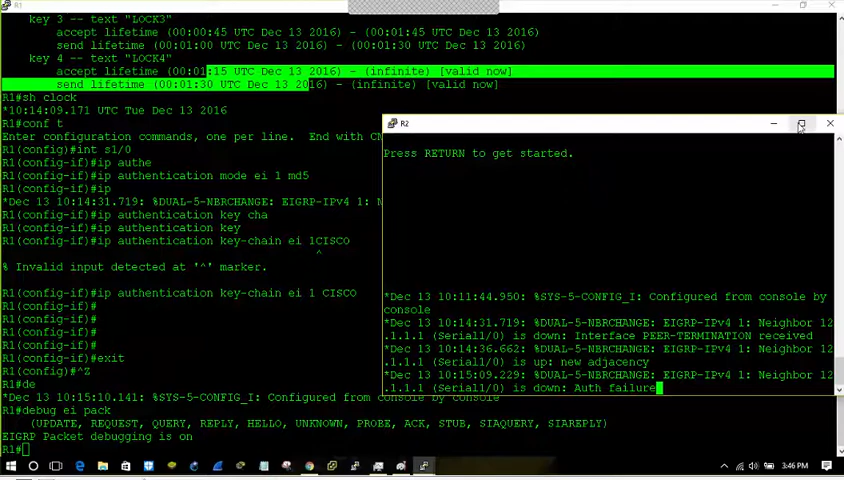 R1
key 3 -- text "LOCK3"
accept lifetime (00:00:45 UTC Dec 13 2016) - (00:01:45 UTC Dec 13 2016)
send lifetime (00:01:00 UTC Dec 13 2016) - (00:01:30 UTC Dec 13 2016)
key 4 -- text "LOCK4"
accept lifetime (00:01:15 UTC Dec 13 2016) - (infinite) [valid now]
send lifetime (00:01:30 UTC Dec 13 2016) - (infinite) [valid now]
R1#sh clock
*10:14:09.171 UTC Tue Dec 13 2016
R1#conf t
Enter configuration commands, one per line. End with
R1(config)#int s1/0
R1(config-if)#ip authe
R1(config-if)#ip authentication mode ei 1 md5
R1(config-if)#ip
*Dec 13 10:14:31.719: %DUAL-5-NBRCHANGE: EIGRP-IPv4 1:
R1(config-if)#ip authentication key cha
R1(config-if)#ip authentication key
R1(config-if)#ip authentication key-chain ei 1CISCO
^
% Invalid input detected at '^' marker.
R1(config-if)#ip authentication key-chain ei 1 CISCO
R1(config-if)#
R1(config-if)#
R1(config-if)#
R1(config-if)#
R1(config-if)#exit
R1(config)#^Z
R1#de
*Dec 13 10:15:10.141: %SYS-5-CONFIG_I: Configured from console by console
R1#debug ei pack
(UPDATE, REQUEST, QUERY, REPLY, HELLO, UNKNOWN, PROBE, ACK, STUB, SIAQUERY, SIAREPLY)
EIGRP Packet debugging is on
R1#
R2
Press RETURN to get started.
*Dec 13 10:11:44.950: %SYS-5-CONFIG_I: Configured from console by
console
*Dec 13 10:14:31.719: %DUAL-5-NBRCHANGE: EIGRP-IPv4 1: Neighbor 12
.1.1.1 (Serial1/0) is down: Interface PEER-TERMINATION received
*Dec 13 10:14:36.662: %DUAL-5-NBRCHANGE: EIGRP-IPv4 1: Neighbor 12
.1.1.1 (Serial1/0) is up: new adjacency
*Dec 13 10:15:09.229: %DUAL-5-NBRCHANGE: EIGRP-IPv4 1: Neighbor 12
.1.1.1 (Serial1/0) is down: Auth failure
3:46 PM